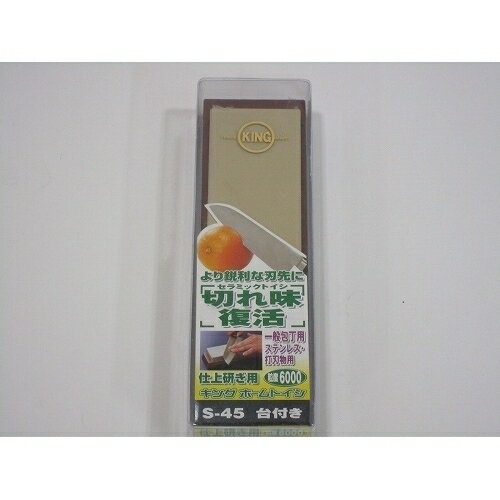 KING
より鋭利な刃先に
セラミックトイシ
切れ味
復活
一般包丁用
ステンレス・
打刃物用
仕上研ぎ用
粒度6000
キング ホームトイシ
S-45 台付き